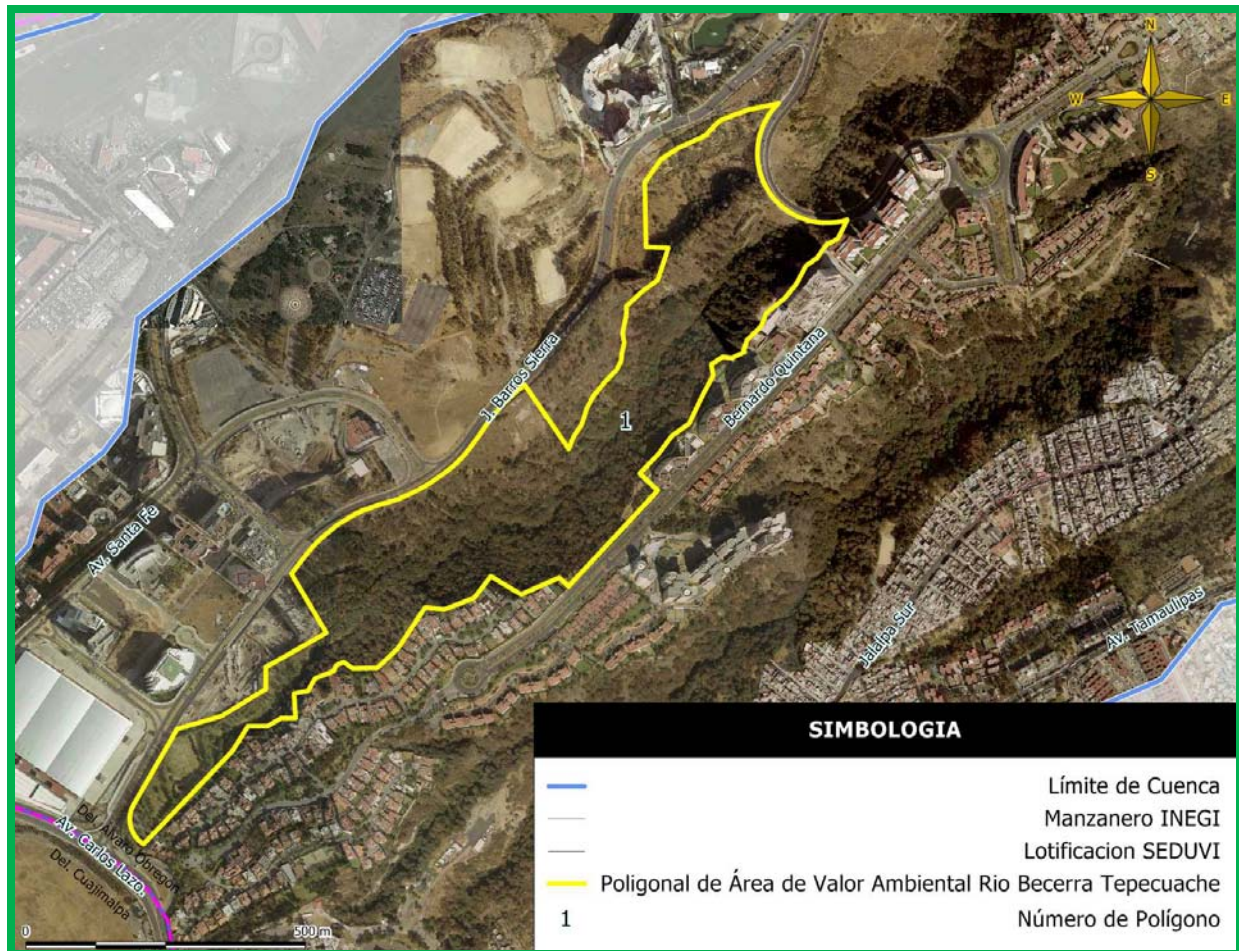 N
W
E
S
J. Barros Sierra
Bernardo Quintana
1
Av. Santa Fe
Jalalpa Sur
Av. Tamaulipas
Del. Alvaro Obregon
Av. Carlos Lazo.
Del. Cuajimalpa
0
500 m
SIMBOLOGIA
Límite de Cuenca
Manzanero INEGI
Lotificacion SEDUVI
Poligonal de Área de Valor Ambiental Rio Becerra Tepecuache
1
Número de Polígono